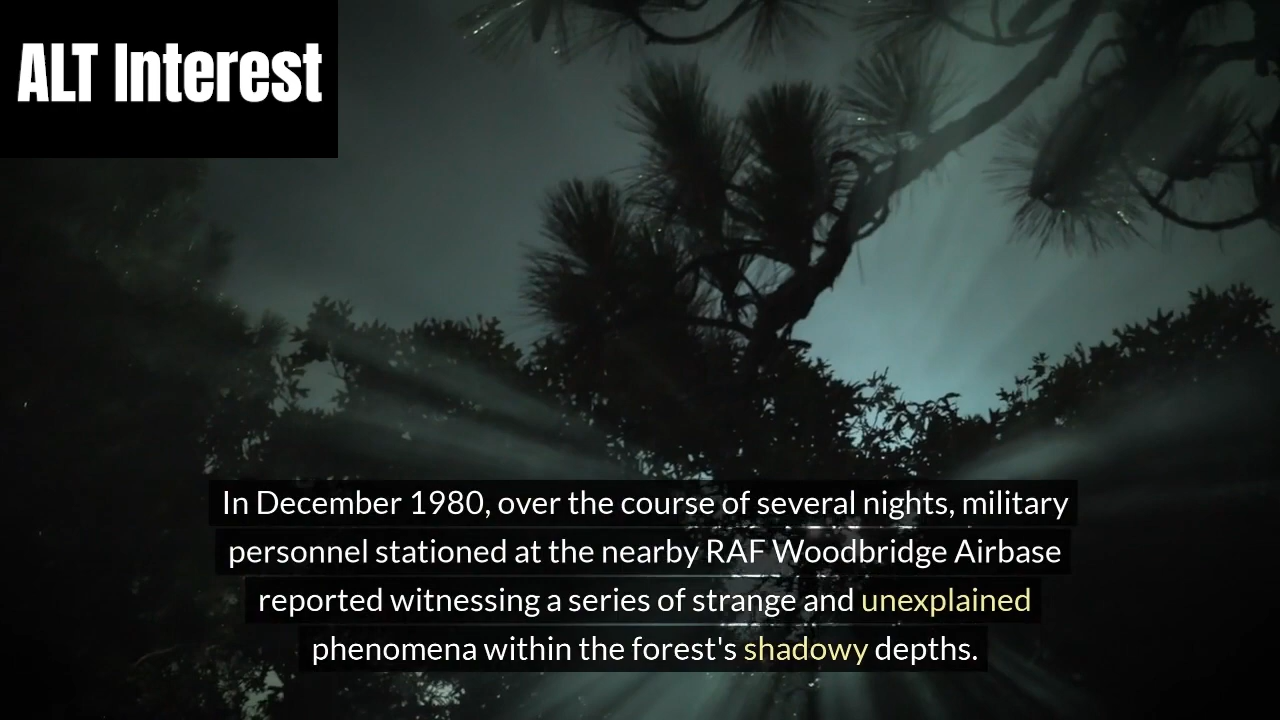 ALT Interest
In December 1980, over the course of several nights, military
personnel stationed at the nearby RAF Woodbridge Airbase
reported witnessing a series of strange and unexplained
phenomena within the forest's shadowy depths.